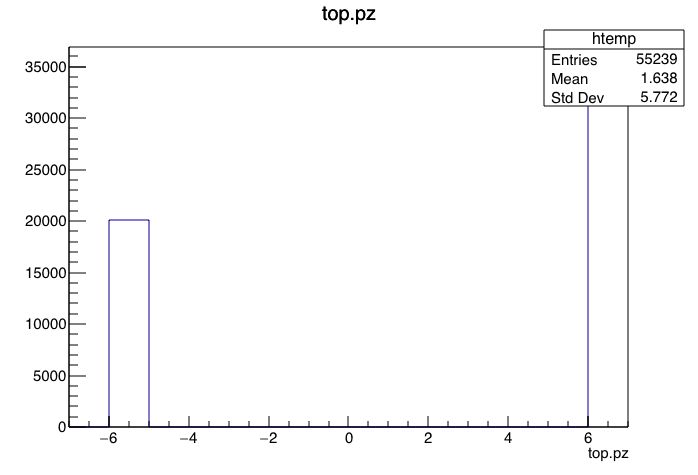 top.pz
htemp
Entries 55239
Mean 1.638
Std Dev 5.772
35000
30000
25000
20000
15000
10000
5000
0
−6 −4 −2 0 2 4 6
top.pz